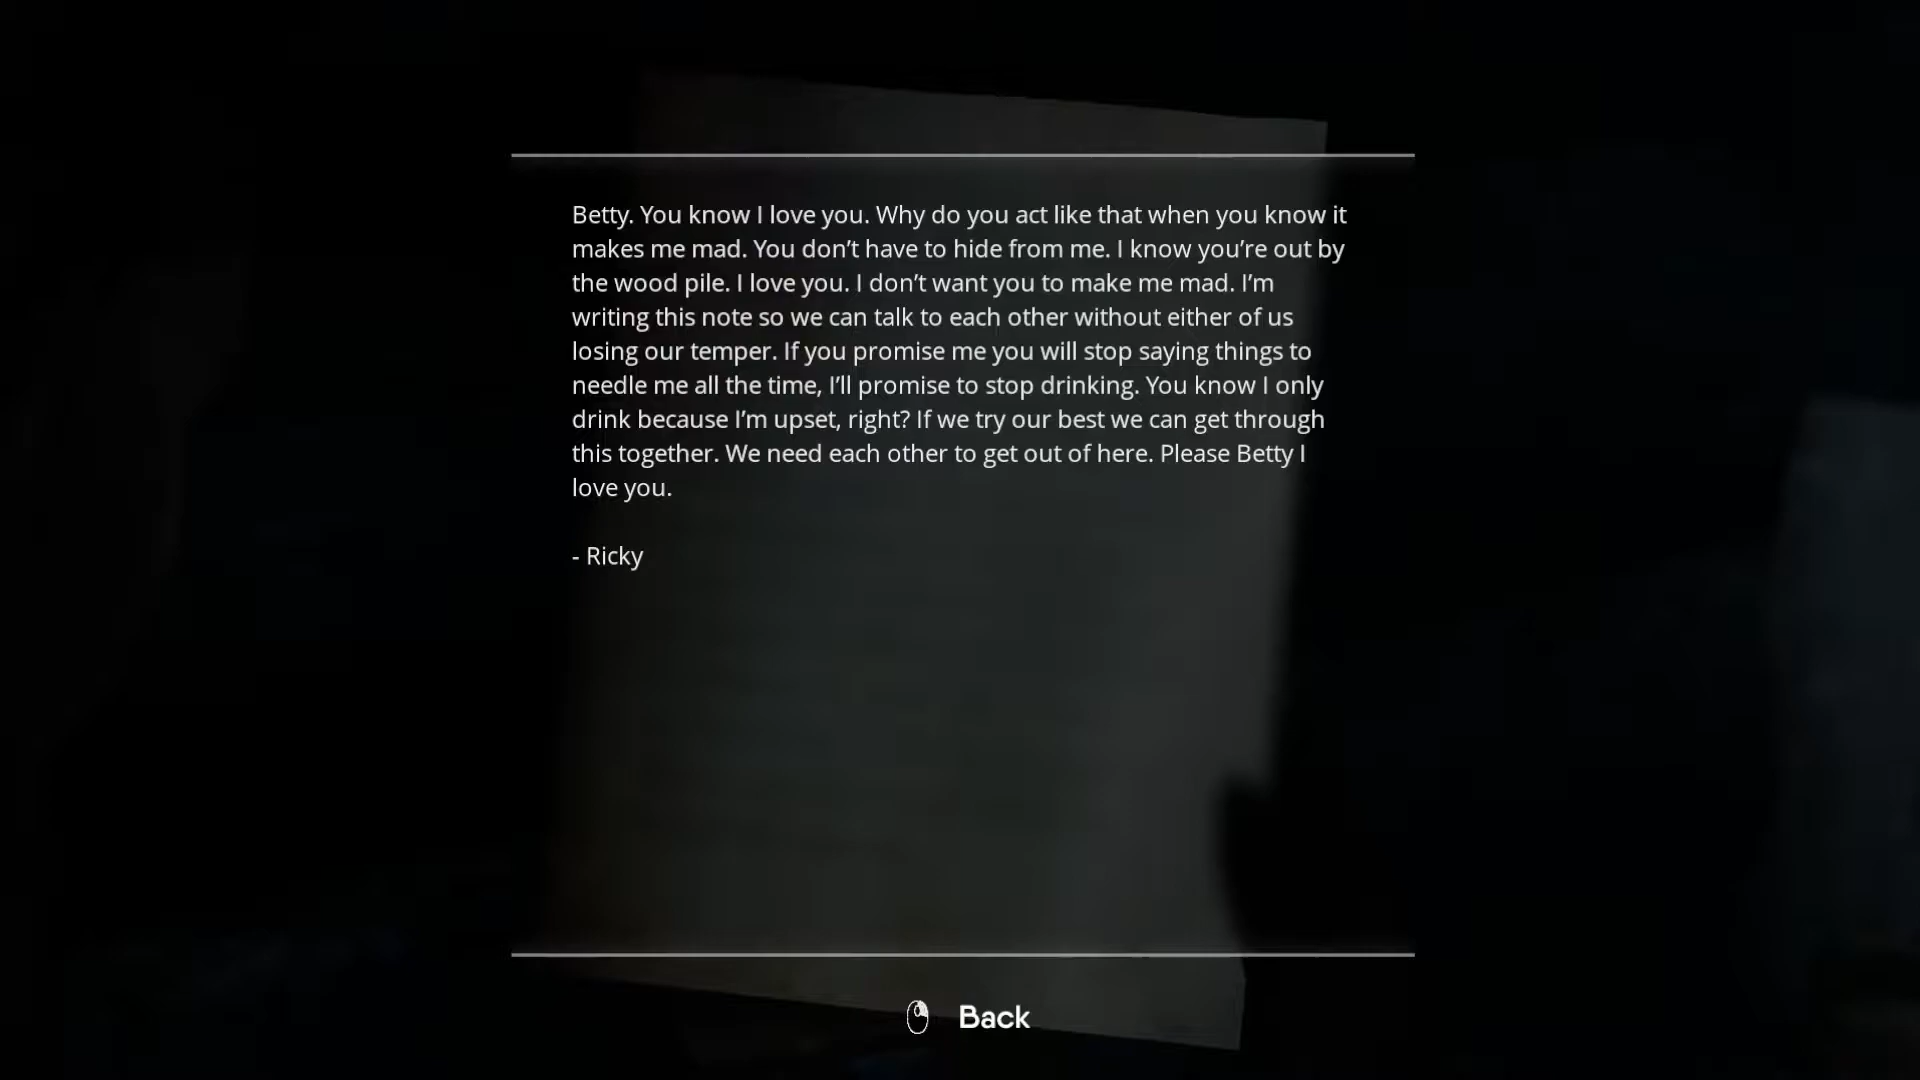 Betty. You know I love you. Why do you act like that when you know it
makes me mad. You don’t have to hide from me. I know you’re out by
the wood pile. I love you. I don’t want you to make me mad. I’m
writing this note so we can talk to each other without either of us
losing our temper. If you promise me you will stop saying things to
needle me all the time, I’ll promise to stop drinking. You know I only
drink because I’m upset, right? If we try our best we can get through
this together. We need each other to get out of here. Please Betty I
love you.
- Ricky
Back